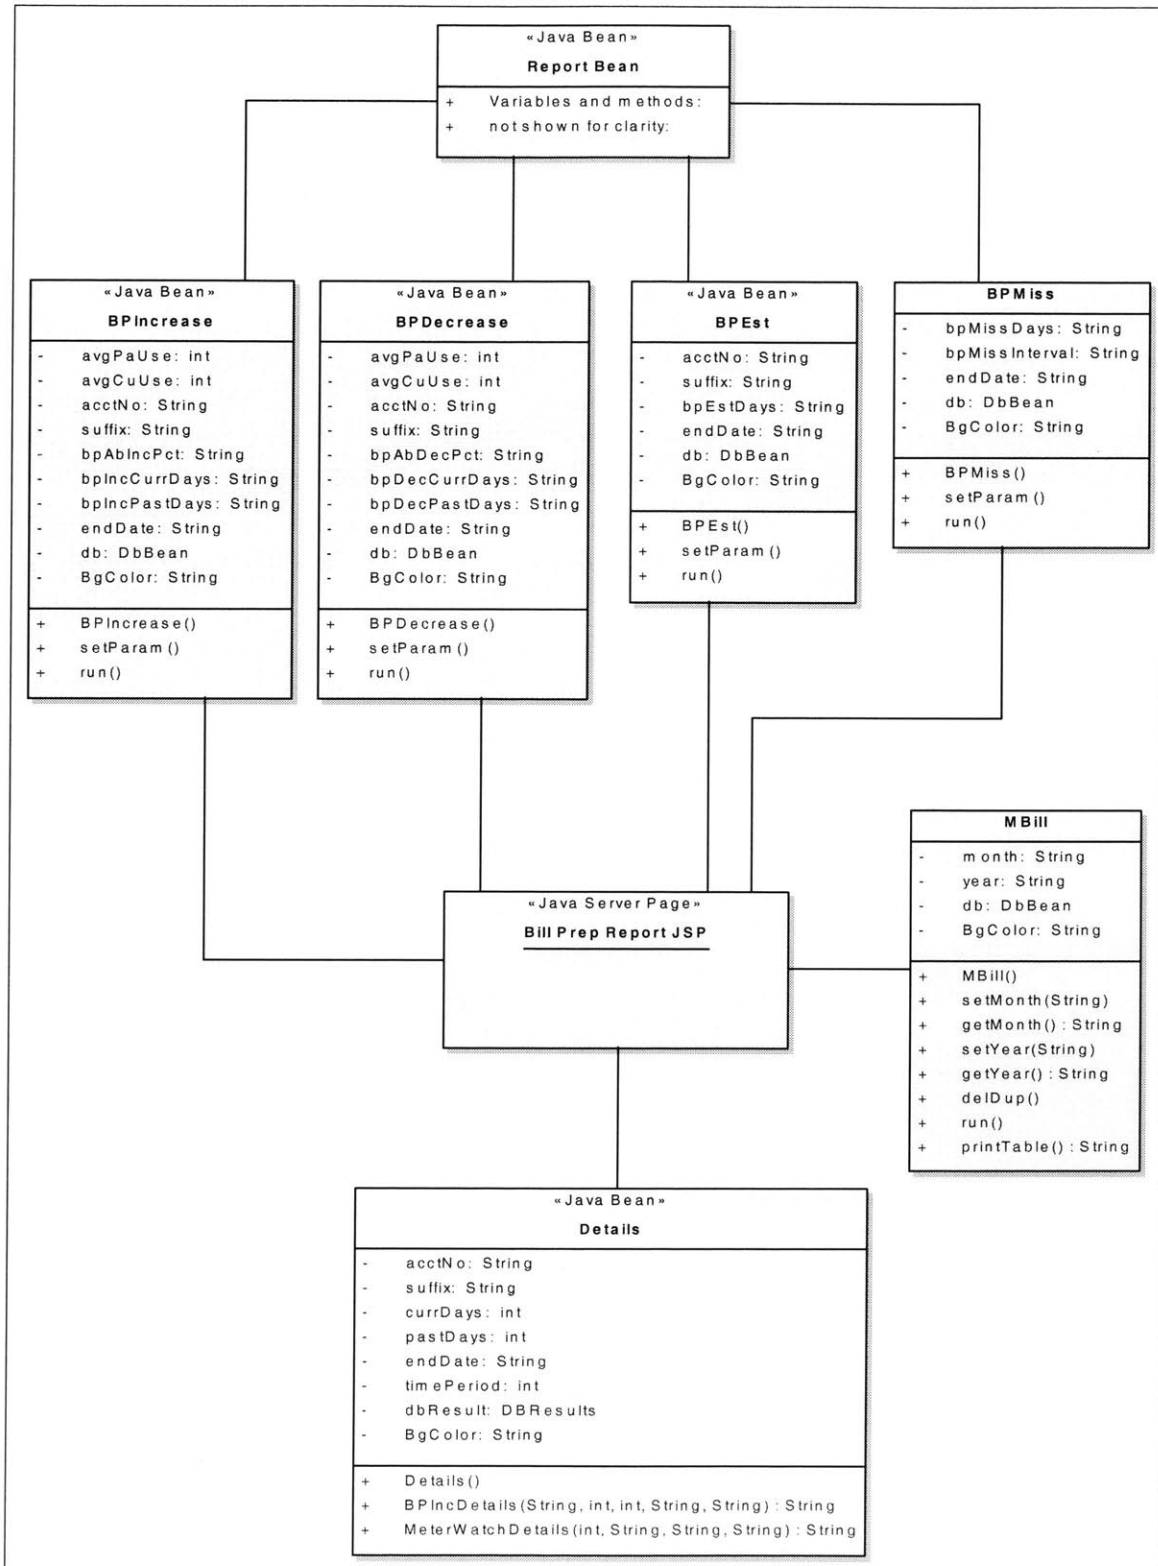 «Java Bean»
Report Bean
+ Variables and methods:
+ not shown for clarity:
«Java Bean»
BPIncrease
- avgPaUse: int
- avgCuUse: int
- acctNo: String
- suffix: String
- bpAbIncPct: String
- bpIncCurrDays: String
- bpIncPastDays: String
- endDate: String
- db: DbBean
- BgColor: String
+ BPIncrease()
+ setParam()
+ run()
«Java Bean»
BPDecrease
- avgPaUse: int
- avgCuUse: int
- acctNo: String
- suffix: String
- bpAbDecPct: String
- bpDecCurrDays: String
- bpDecPastDays: String
- endDate: String
- db: DbBean
- BgColor: String
+ BPDecrease()
+ setParam()
+ run()
«Java Bean»
BPEst
- acctNo: String
- suffix: String
- bpEstDays: String
- endDate: String
- db: DbBean
- BgColor: String
+ BPEst()
+ setParam()
+ run()
BPMiss
- bpMissDays: String
- bpMissInterval: String
- endDate: String
- db: DbBean
- BgColor: String
+ BPMiss()
+ setParam()
+ run()
«Java Server Page»
Bill Prep Report JSP
MBill
- month: String
- year: String
- db: DbBean
- BgColor: String
+ MBill()
+ setMonth(String)
+ getMonth() : String
+ setYear(String)
+ getYear() : String
+ delDup()
+ run()
+ printTable() : String
«Java Bean»
Details
- acctNo: String
- suffix: String
- currDays: int
- pastDays: int
- endDate: String
- timePeriod: int
- dbResult: DBResults
- BgColor: String
+ Details()
+ BPIncDetails(String, int, int, String, String) : String
+ MeterWatchDetails(int, String, String, String) : String